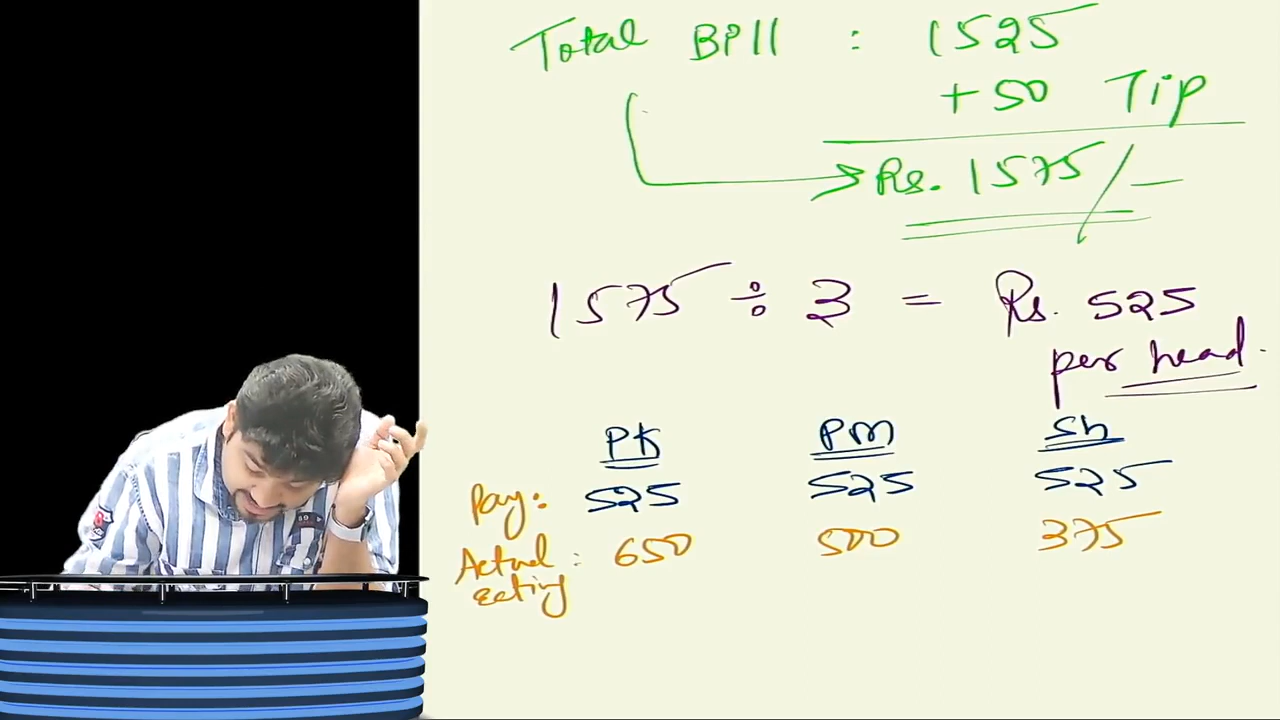 Total Bill : 1525
+ 50 Tip
Rs. 1575/-
1575 ÷ 3 = Rs. 525
per head.
PK PM Sh
Pay: 525 525 525
Actual eating : 650 500 375